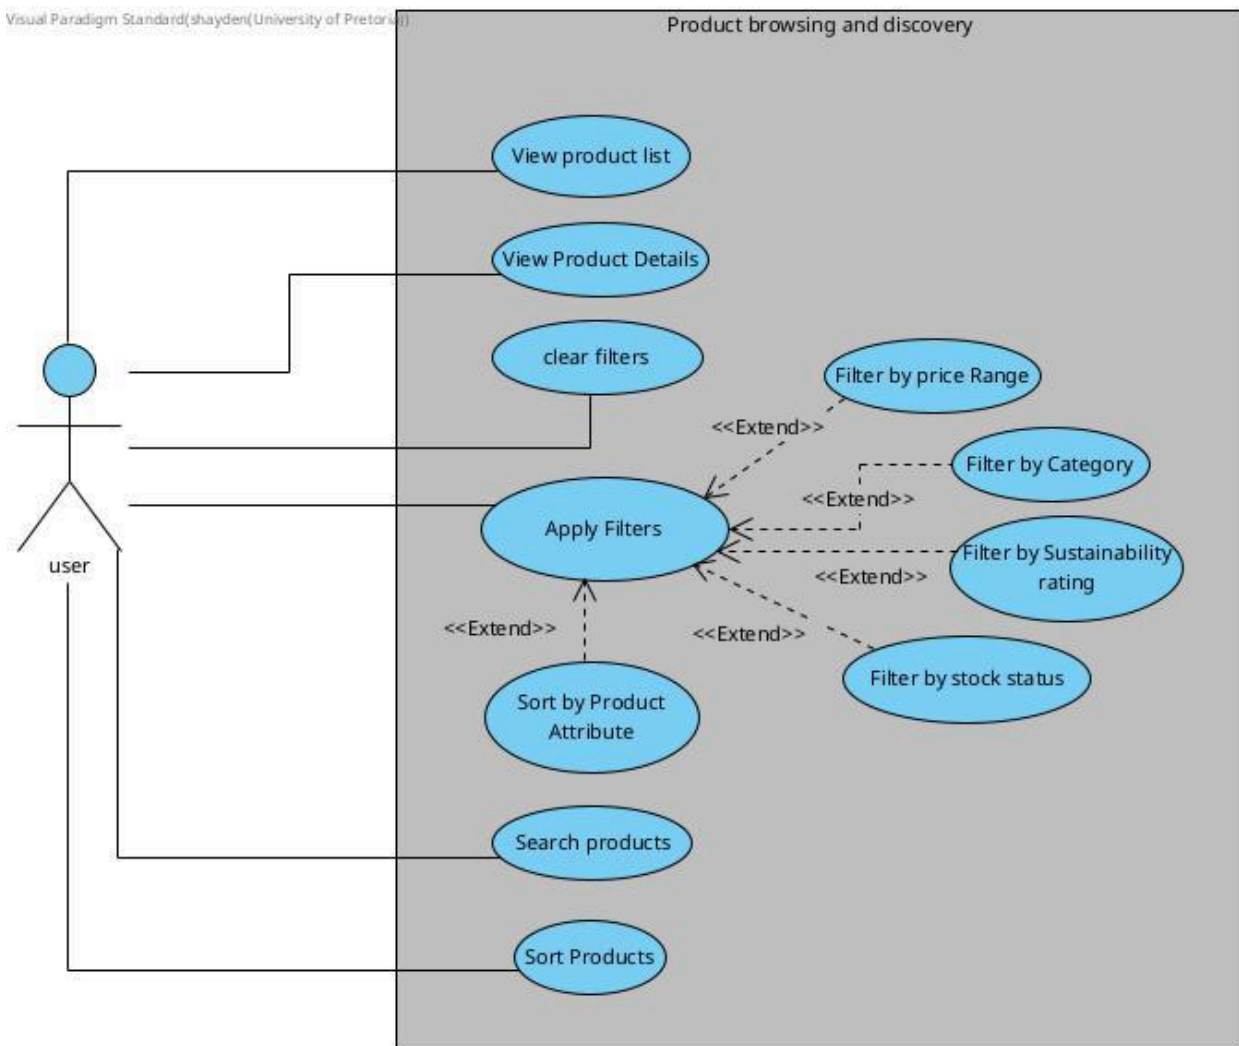 Visual Paradigm Standard(shayden(University of Pretoria))
Product browsing and discovery
View product list
View Product Details
clear filters
Filter by price Range
<<Extend>>
Filter by Category
<<Extend>>
Apply Filters
Filter by Sustainability
rating
<<Extend>>
user
<<Extend>>
<<Extend>>
Filter by stock status
Sort by Product
Attribute
Search products
Sort Products